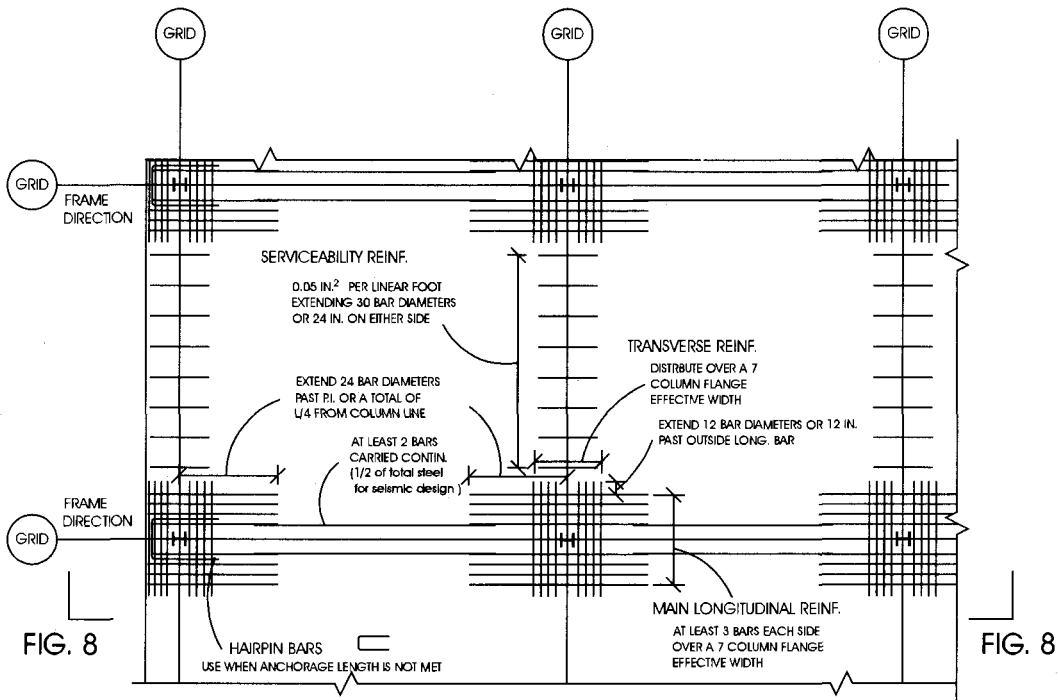 GRID
GRID
GRID
GRID
FRAME
DIRECTION
SERVICEABILITY REINF.
0.05 IN.² PER LINEAR FOOT
EXTENDING 30 BAR DIAMETERS
OR 24 IN. ON EITHER SIDE
TRANSVERSE REINF.
DISTRBUTE OVER A 7
COLUMN FLANGE
EFFECTIVE WIDTH
EXTEND 24 BAR DIAMETERS
PAST P.I. OR A TOTAL OF
L/4 FROM COLUMN LINE
EXTEND 12 BAR DIAMETERS OR 12 IN.
PAST OUTSIDE LONG. BAR
AT LEAST 2 BARS
CARRIED CONTIN.
(1/2 of total steel
for seismic design )
FRAME
DIRECTION
GRID
MAIN LONGITUDINAL REINF.
AT LEAST 3 BARS EACH SIDE
OVER A 7 COLUMN FLANGE
EFFECTIVE WIDTH
FIG. 8
HAIRPIN BARS
USE WHEN ANCHORAGE LENGTH IS NOT MET
FIG. 8